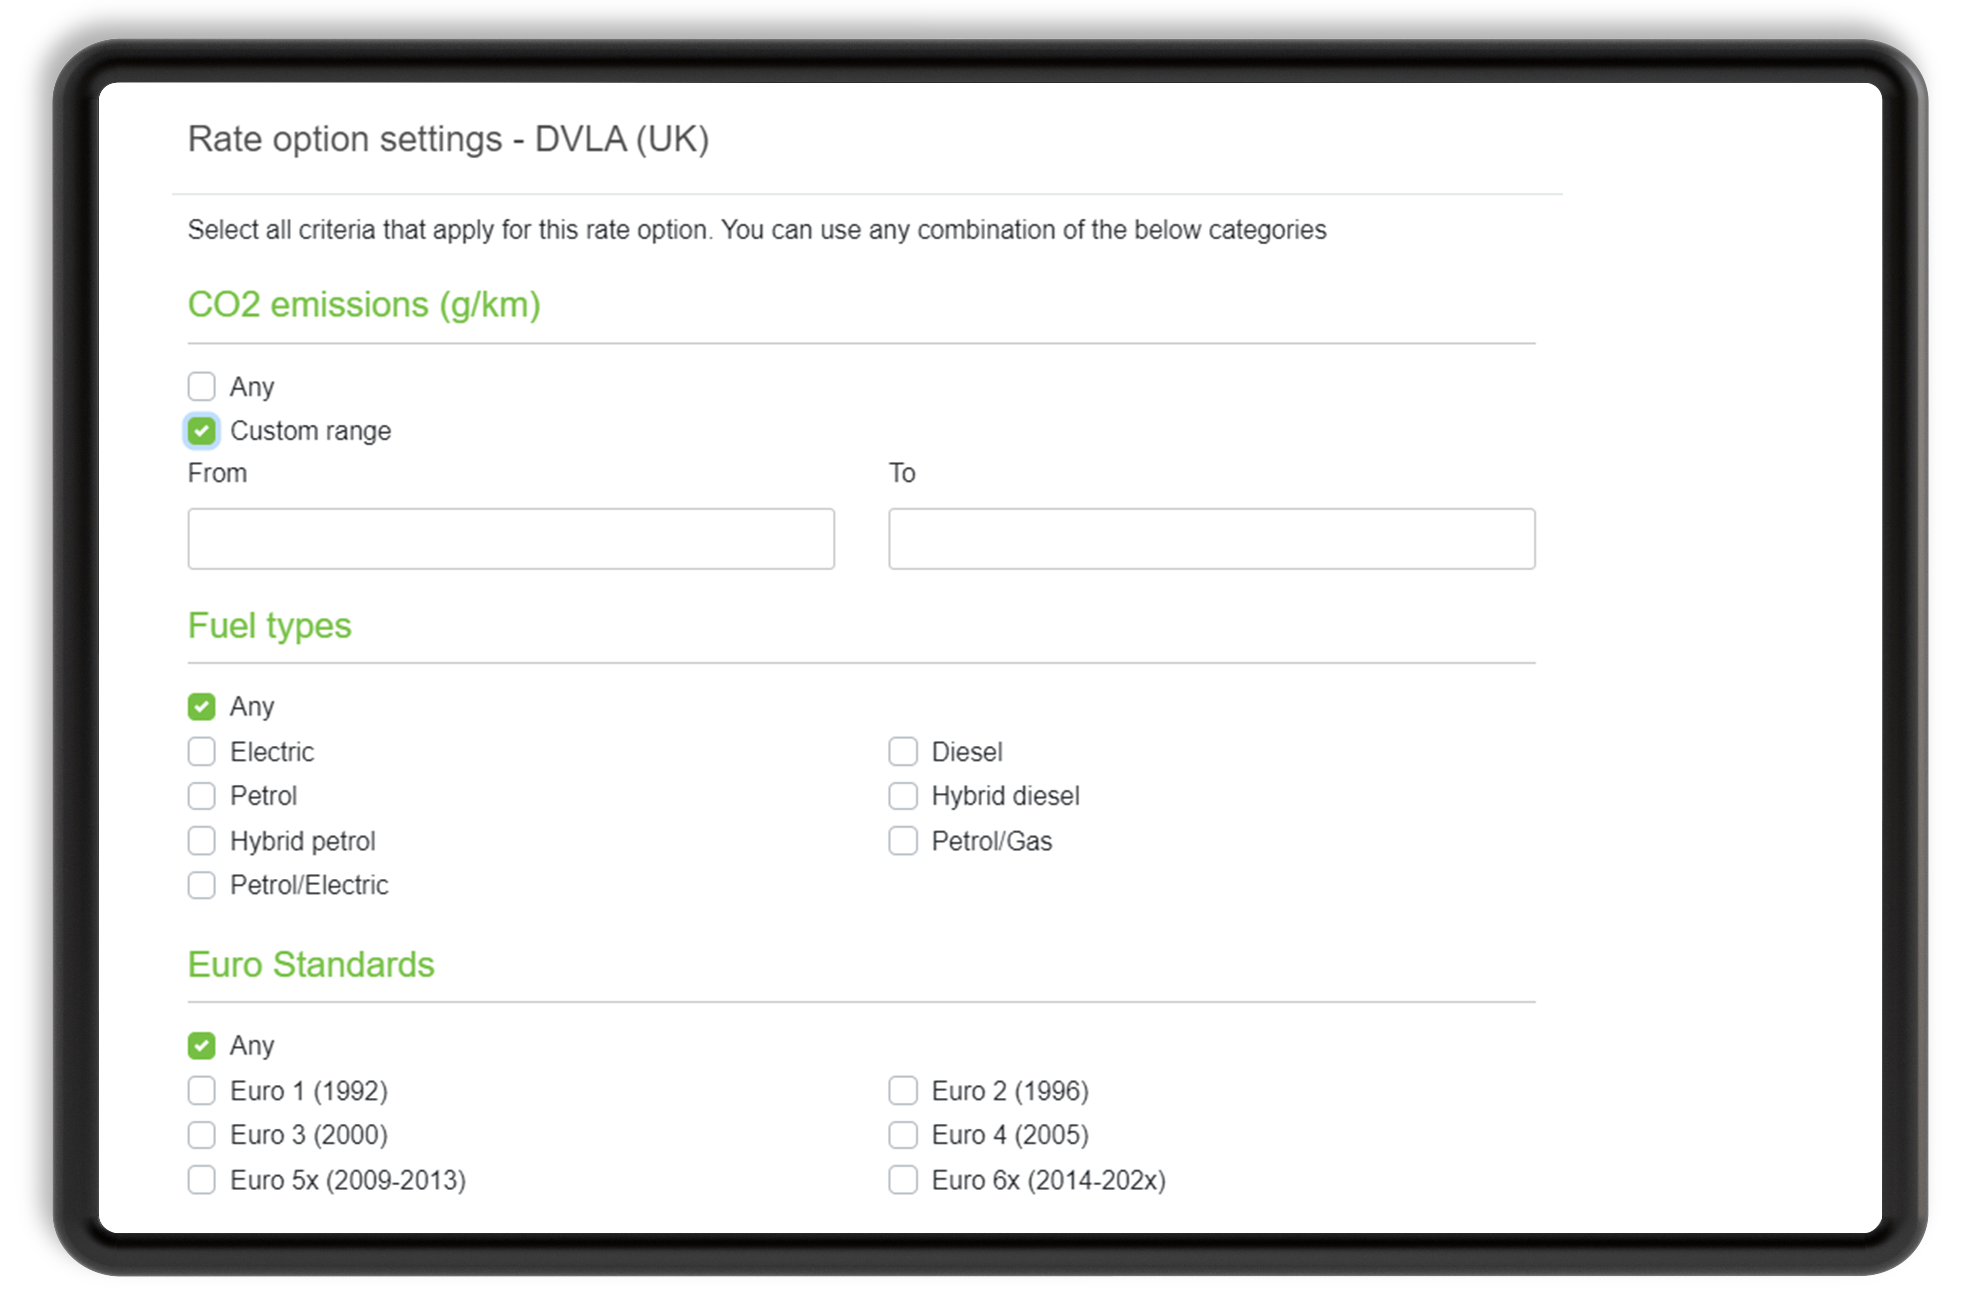 Rate option settings - DVLA (UK)
Select all criteria that apply for this rate option. You can use any combination of the below categories
CO2 emissions (g/km)
Any
Custom range
From To
Fuel types
Any
Electric Diesel
Petrol Hybrid diesel
Hybrid petrol Petrol/Gas
Petrol/Electric
Euro Standards
Any
Euro 1 (1992) Euro 2 (1996)
Euro 3 (2000) Euro 4 (2005)
Euro 5x (2009-2013) Euro 6x (2014-202x)